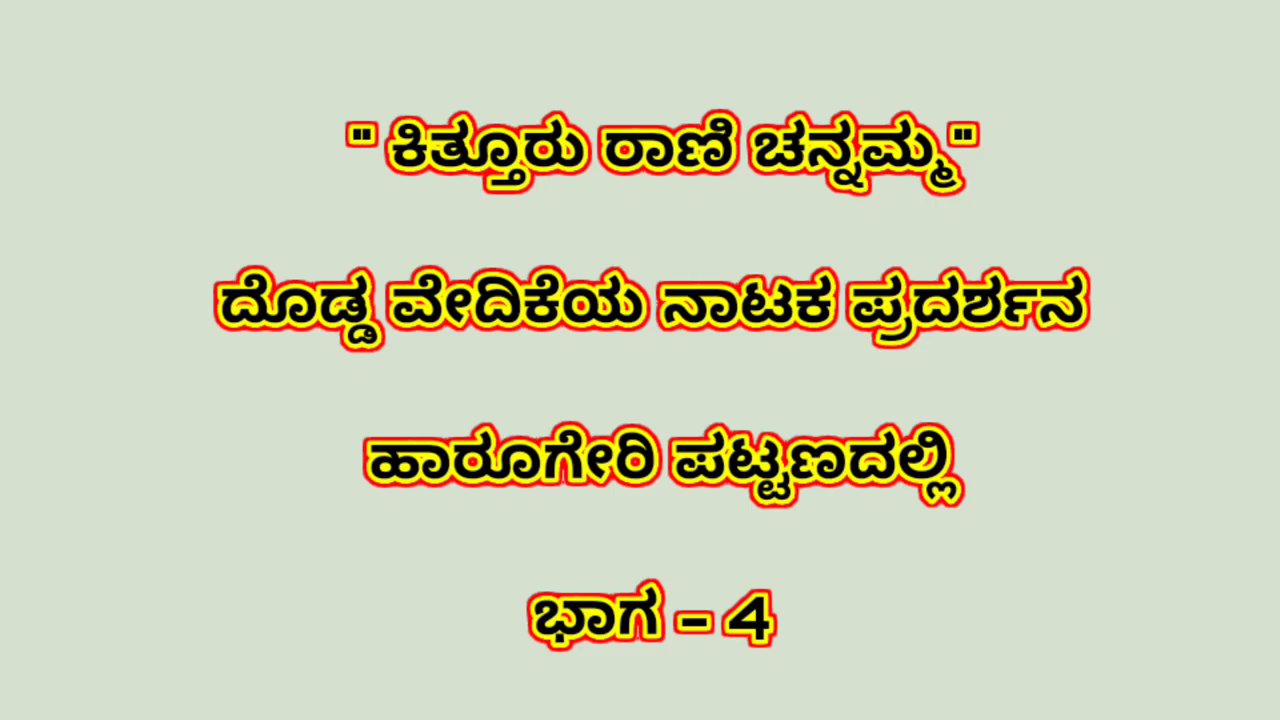 " ಕಿತ್ತೂರು ರಾಣಿ ಚನ್ನಮ್ಮ"
ದೊಡ್ಡ ವೇದಿಕೆಯ ನಾಟಕ ಪ್ರದರ್ಶನ
ಹಾರೂಗೇರಿ ಪಟ್ಟಣದಲ್ಲಿ
ಭಾಗ - 4